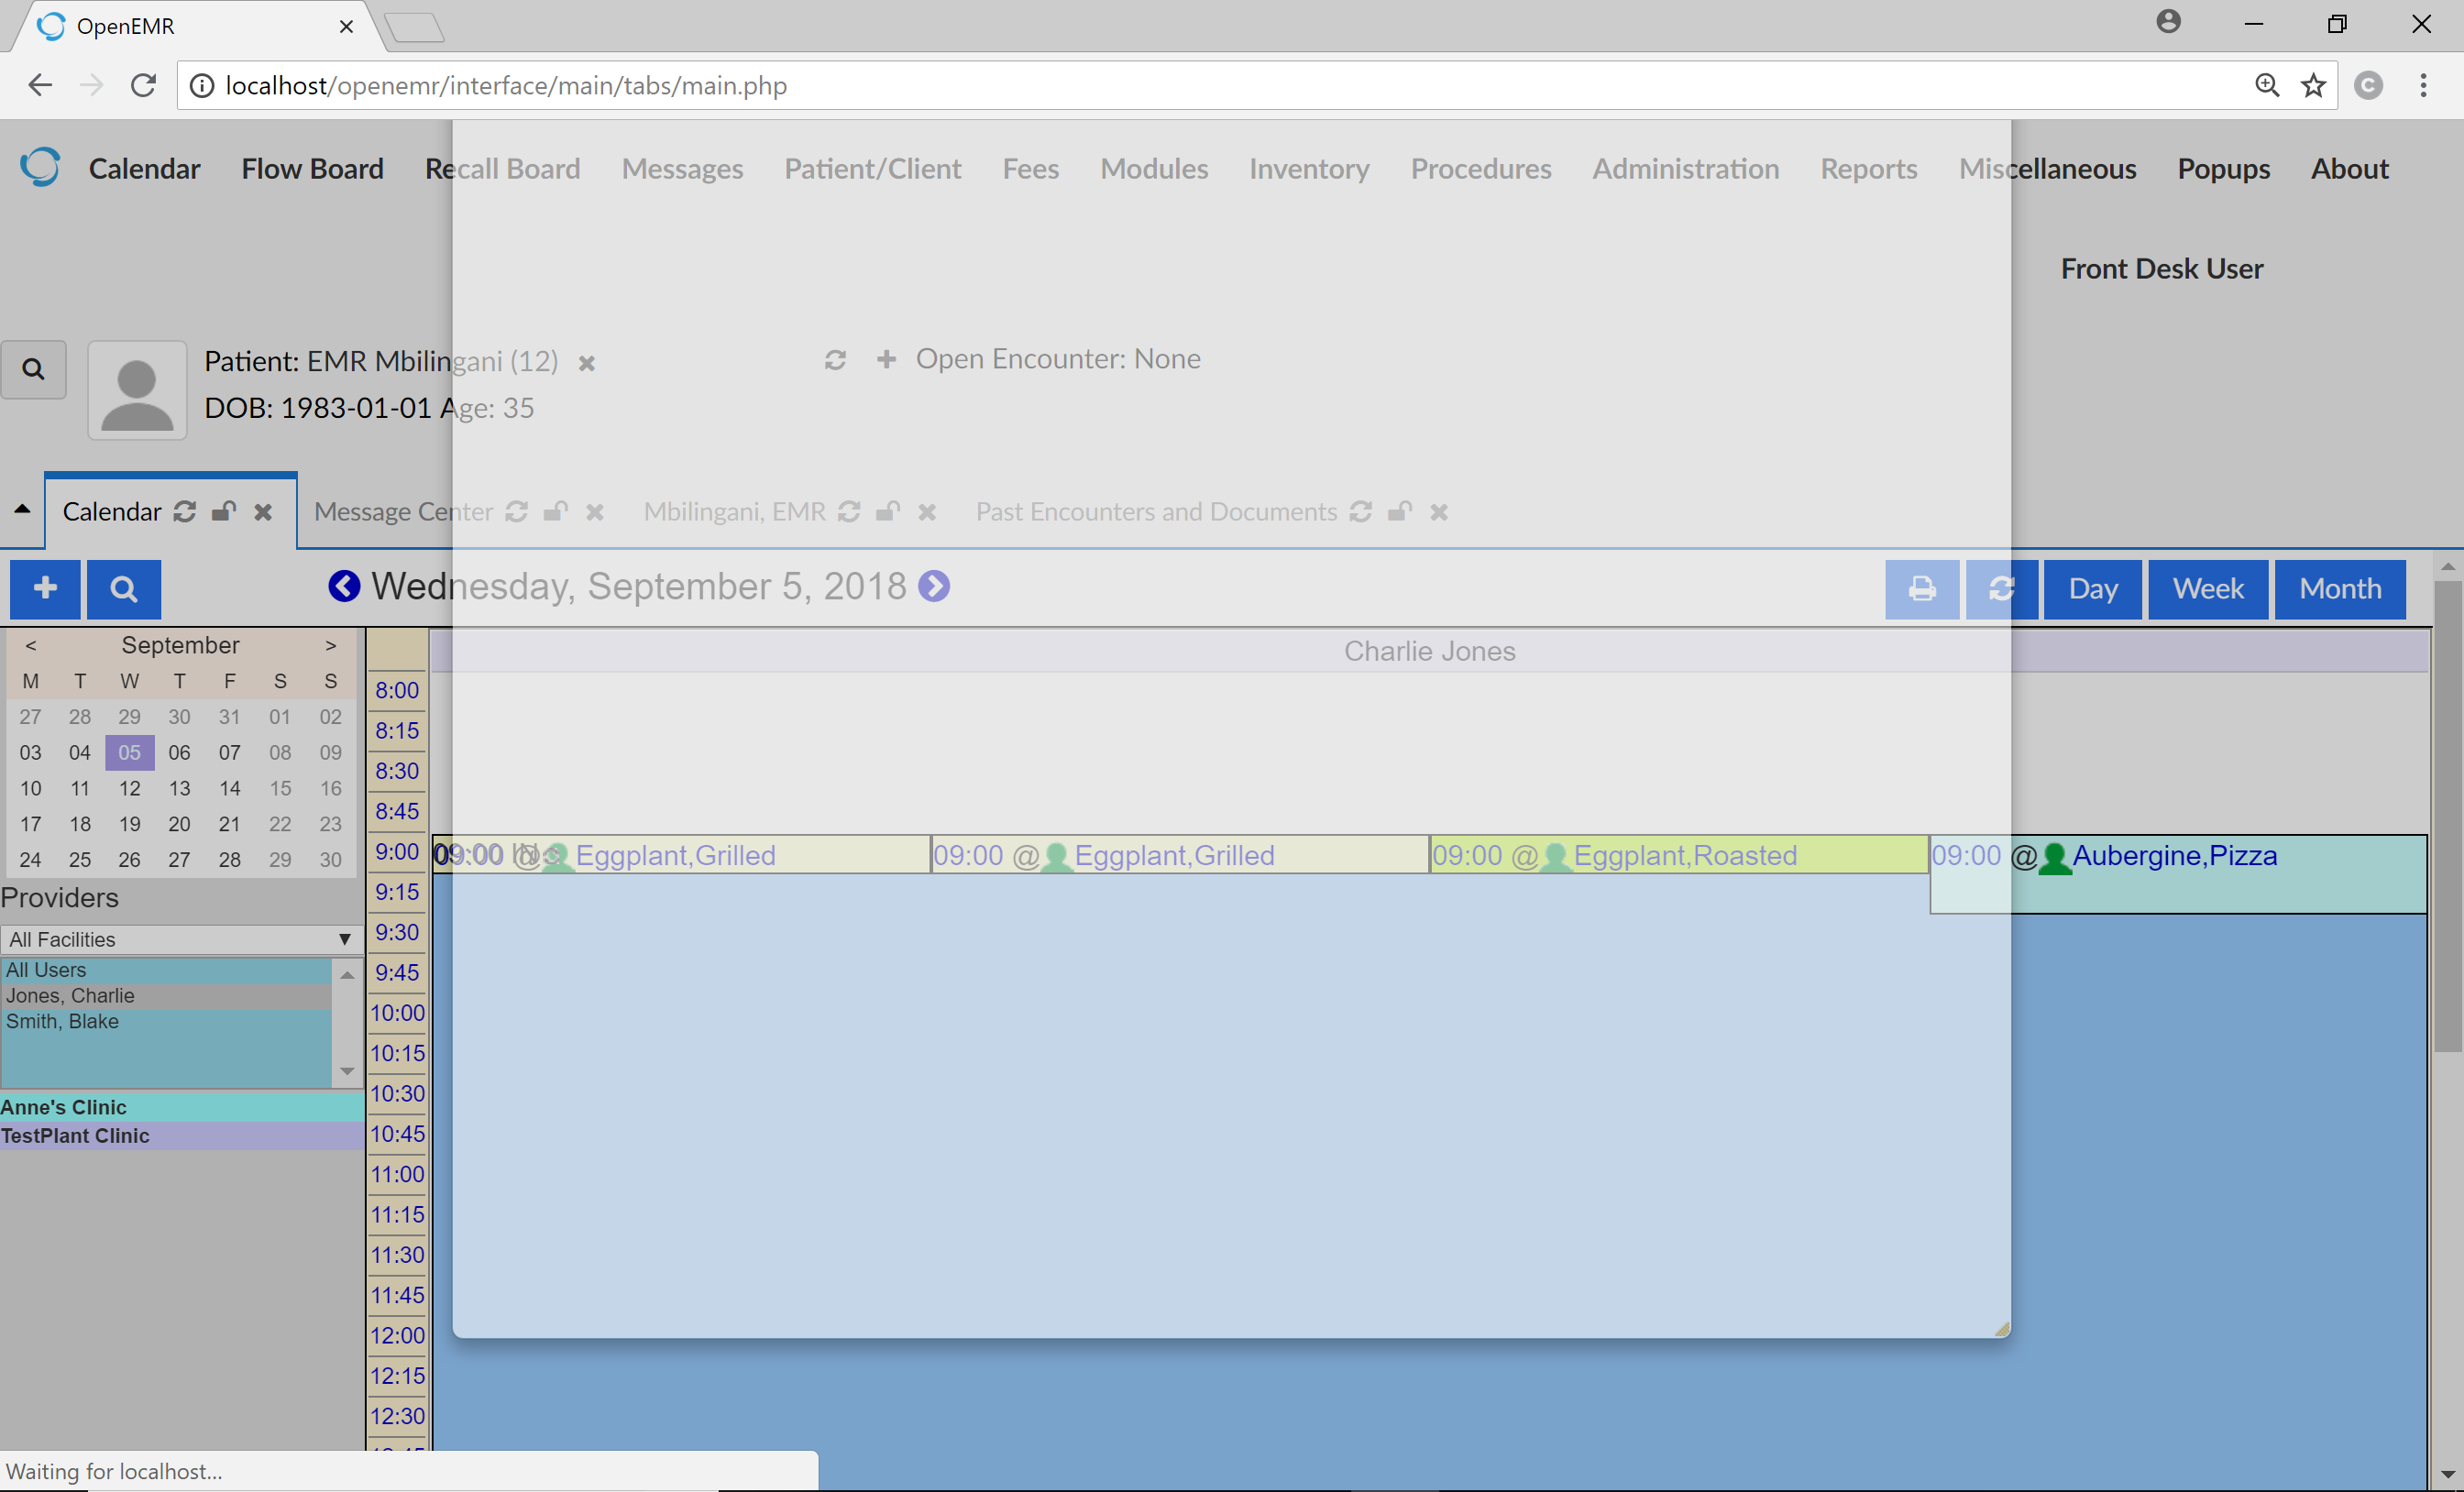 OpenEMR
localhost/openemr/interface/main/tabs/main.php
Calendar Flow Board Recall Board Messages Patient/Client Fees Modules Inventory Procedures Administration Reports Miscellaneous Popups About
Front Desk User
Patient: EMR Mbilingani (12)
Open Encounter: None
DOB: 1983-01-01 Age: 35
Calendar Message Center Mbilingani, EMR Past Encounters and Documents
Wednesday, September 5, 2018
Day Week Month
< September >
M T W T F S S
27 28 29 30 31 01 02
03 04 05 06 07 08 09
10 11 12 13 14 15 16
17 18 19 20 21 22 23
24 25 26 27 28 29 30
Providers
All Facilities
All Users
Jones, Charlie
Smith, Blake
Anne's Clinic
TestPlant Clinic
Charlie Jones
8:00
8:15
8:30
8:45
9:00
09:00 @ Eggplant,Grilled
09:00 @ Eggplant,Grilled
09:00 @ Eggplant,Roasted
09:00 @ Aubergine,Pizza
9:15
9:30
9:45
10:00
10:15
10:30
10:45
11:00
11:15
11:30
11:45
12:00
12:15
12:30
Waiting for localhost...